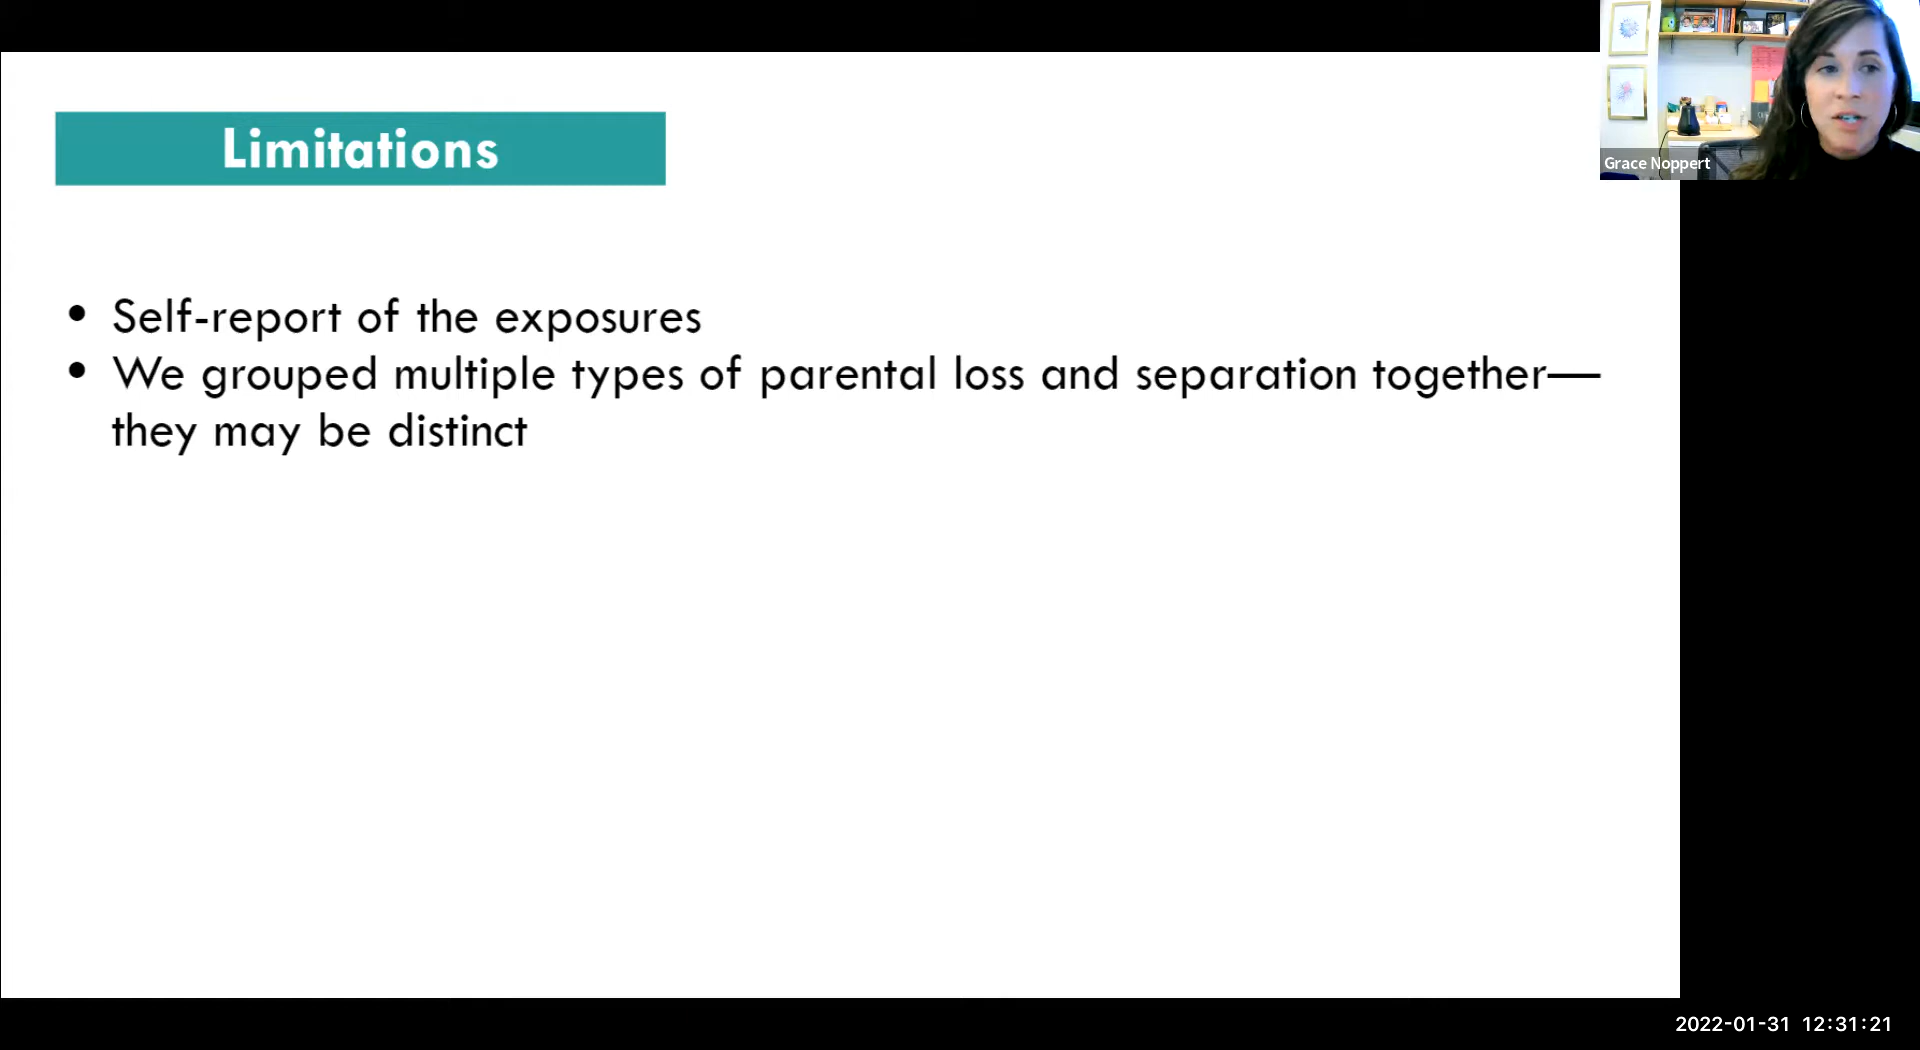 Limitations
Grace Noppert
• Self-report of the exposures
• We grouped multiple types of parental loss and separation together—
they may be distinct
2022-01-31 12:31:21